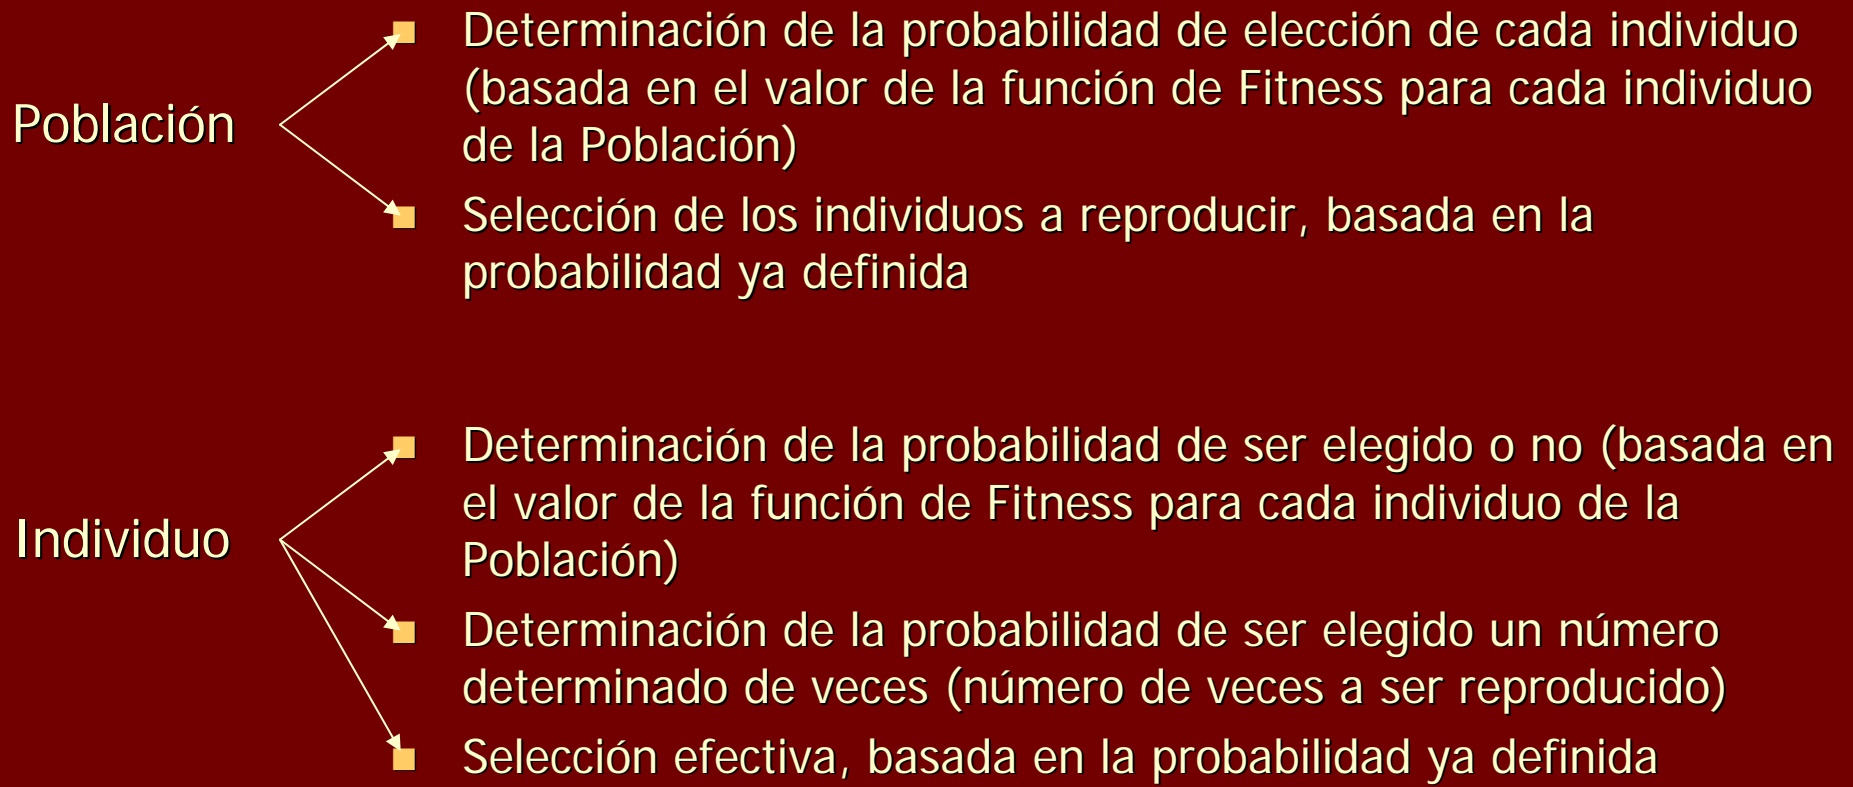 Población
Determinación de la probabilidad de elección de cada individuo
(basada en el valor de la función de Fitness para cada individuo
de la Población)
Selección de los individuos a reproducir, basada en la
probabilidad ya definida
Individuo
Determinación de la probabilidad de ser elegido o no (basada en
el valor de la función de Fitness para cada individuo de la
Población)
Determinación de la probabilidad de ser elegido un número
determinado de veces (número de veces a ser reproducido)
Selección efectiva, basada en la probabilidad ya definida